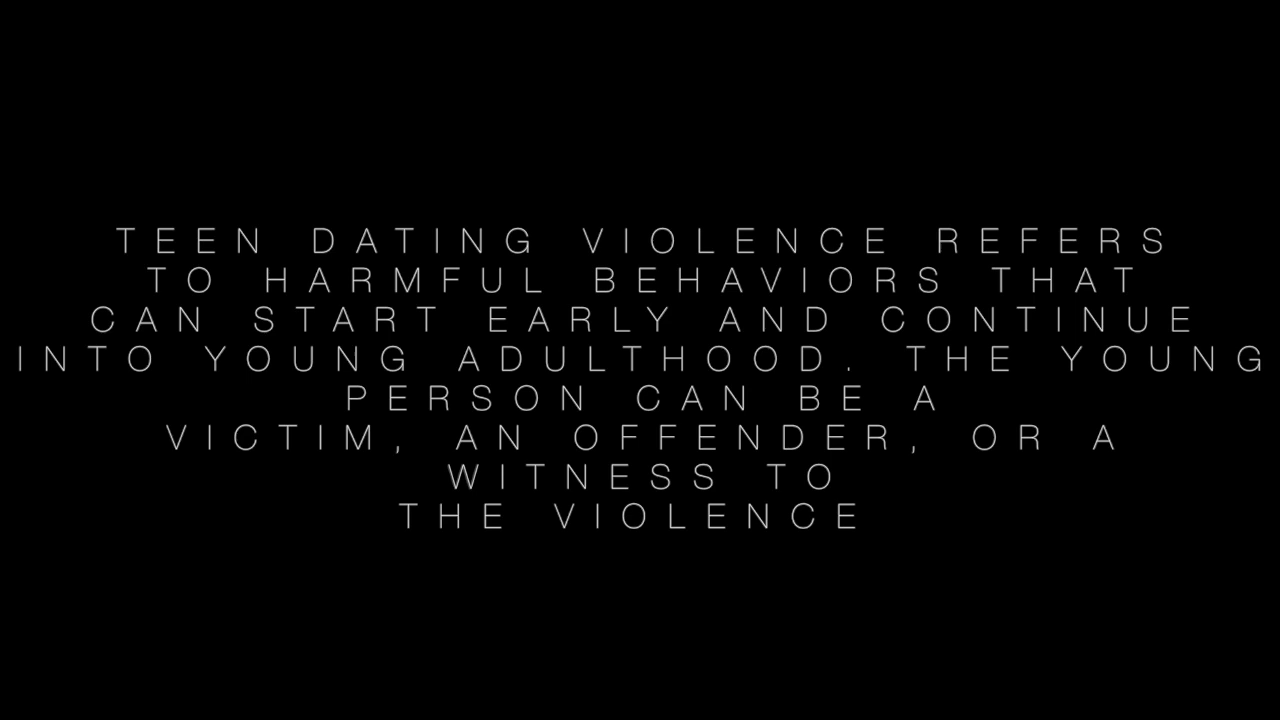 TEEN DATING VIOLENCE REFERS
TO HARMFUL BEHAVIORS THAT
CAN START EARLY AND CONTINUE
INTO YOUNG ADULTHOOD. THE YOUNG
PERSON CAN BE A
VICTIM, AN OFFENDER, OR A
WITNESS TO
THE VIOLENCE